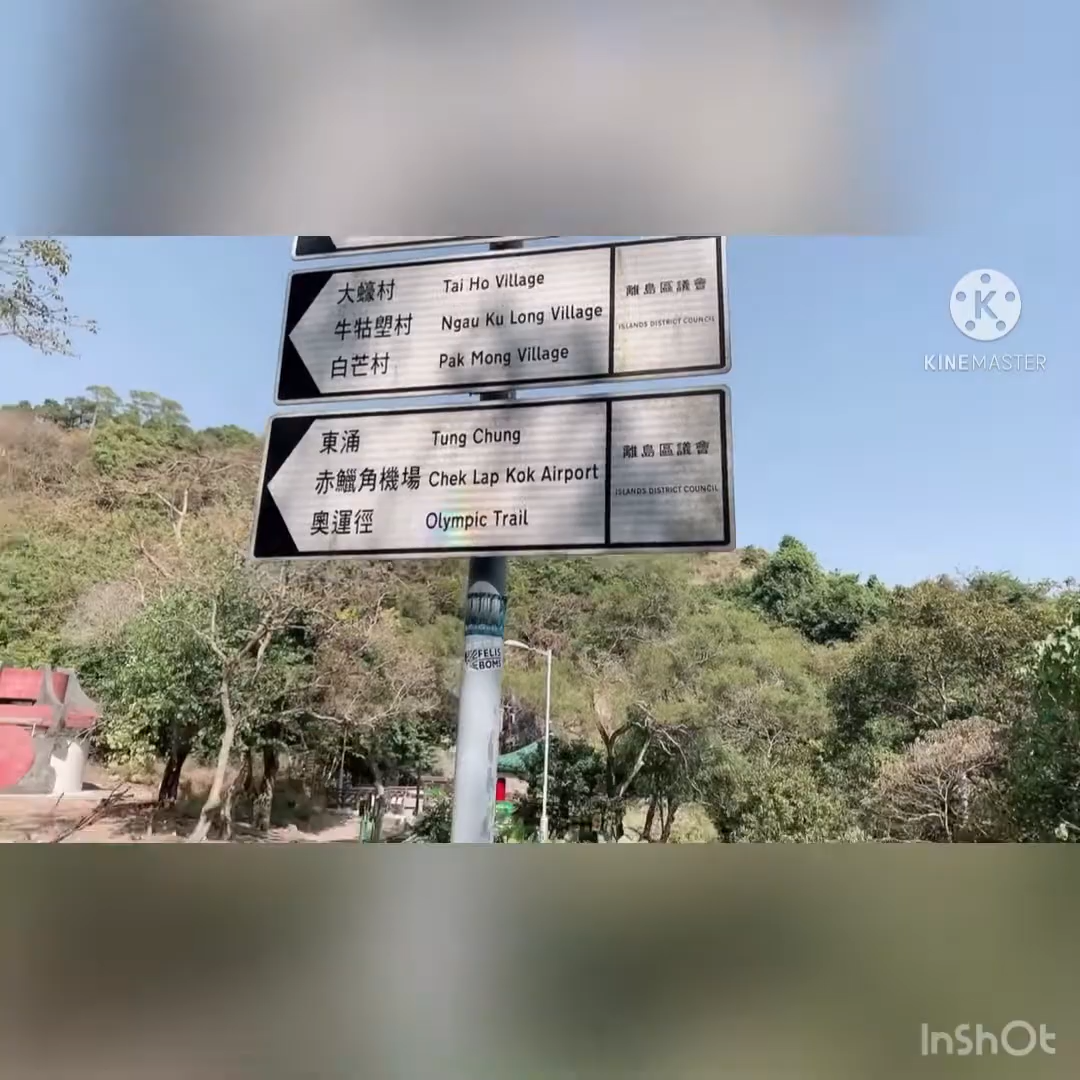 大蠔村 Tai Ho Village
牛牯塱村 Ngau Ku Long Village
白芒村 Pak Mong Village
離島區議會
ISLANDS DISTRICT COUNCIL
東涌 Tung Chung
赤鱲角機場 Chek Lap Kok Airport
奧運徑 Olympic Trail
離島區議會
ISLANDS DISTRICT COUNCIL
FELIS
BOMB
K
KINEMASTER
InShOt